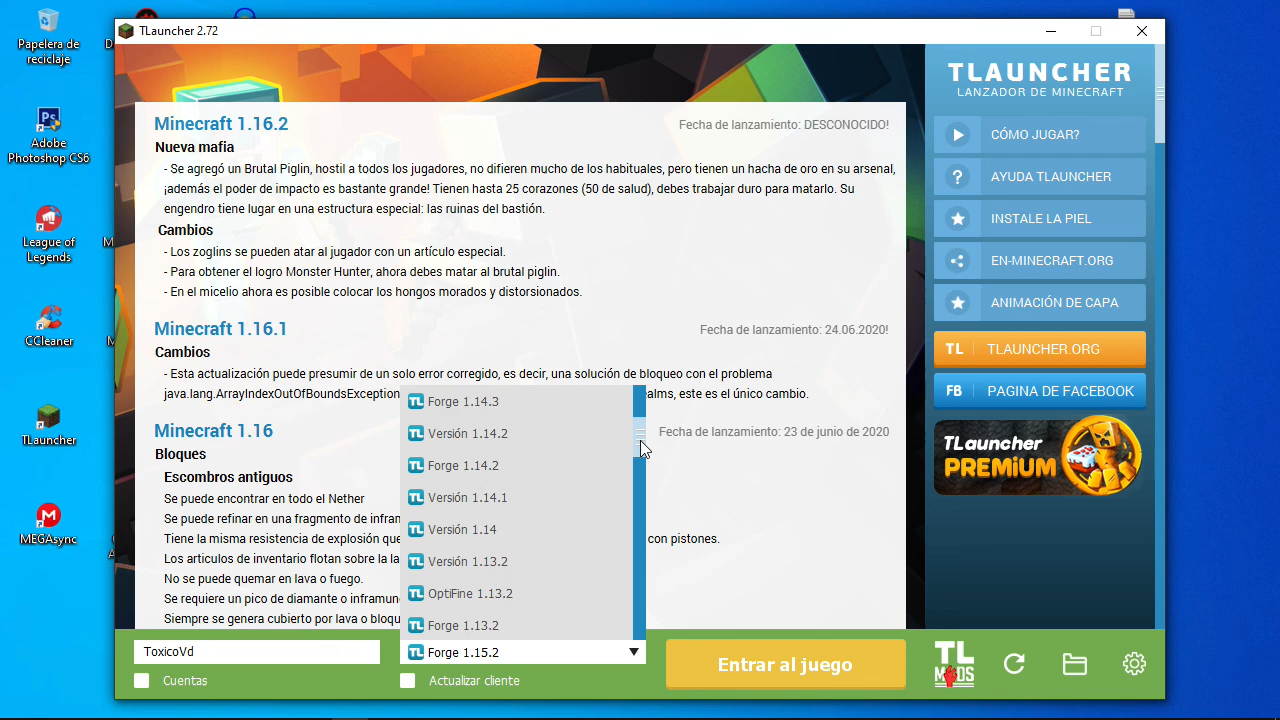 Papelera de
reciclaje
Adobe
Photoshop CS6
League of
Legends
CCleaner
TLauncher
MEGAsync
TLauncher 2.72
Minecraft 1.16.2
Fecha de lanzamiento: DESCONOCIDO!
Nueva mafia
- Se agregó un Brutal Piglin, hostil a todos los jugadores, no difieren mucho de los habituales, pero tienen un hacha de oro en su arsenal,
¡además el poder de impacto es bastante grande! Tienen hasta 25 corazones (50 de salud), debes trabajar duro para matarlo. Su
engendro tiene lugar en una estructura especial: las ruinas del bastión.
Cambios
- Los zoglins se pueden atar al jugador con un artículo especial.
- Para obtener el logro Monster Hunter, ahora debes matar al brutal piglin.
- En el micelio ahora es posible colocar los hongos morados y distorsionados.
Minecraft 1.16.1
Fecha de lanzamiento: 24.06.2020!
Cambios
- Esta actualización puede presumir de un solo error corregido, es decir, una solución de bloqueo con el problema
java.lang.ArrayIndexOutOfBoundsException
ealms, este es el único cambio.
Minecraft 1.16
Fecha de lanzamiento: 23 de junio de 2020
Bloques
Escombros antiguos
Se puede encontrar en todo el Nether
Se puede refinar en una fragmento de infram
Tiene la misma resistencia de explosión que
con pistones.
Los articulos de inventario flotan sobre la la
No se puede quemar en lava o fuego.
Se requiere un pico de diamante o inframun
Siempre se genera cubierto por lava o bloqu
TL Forge 1.14.3
TL Versión 1.14.2
TL Forge 1.14.2
TL Versión 1.14.1
TL Versión 1.14
TL Versión 1.13.2
TL OptiFine 1.13.2
TL Forge 1.13.2
TL Forge 1.15.2
ToxicoVd
Cuentas
Actualizar cliente
Entrar al juego
TL
MODS
TLAUNCHER
LANZADOR DE MINECRAFT
CÓMO JUGAR?
? AYUDA TLAUNCHER
INSTALE LA PIEL
EN-MINECRAFT.ORG
ANIMACIÓN DE CAPA
TL TLAUNCHER.ORG
FB PAGINA DE FACEBOOK
TLauncher
PREMiUM